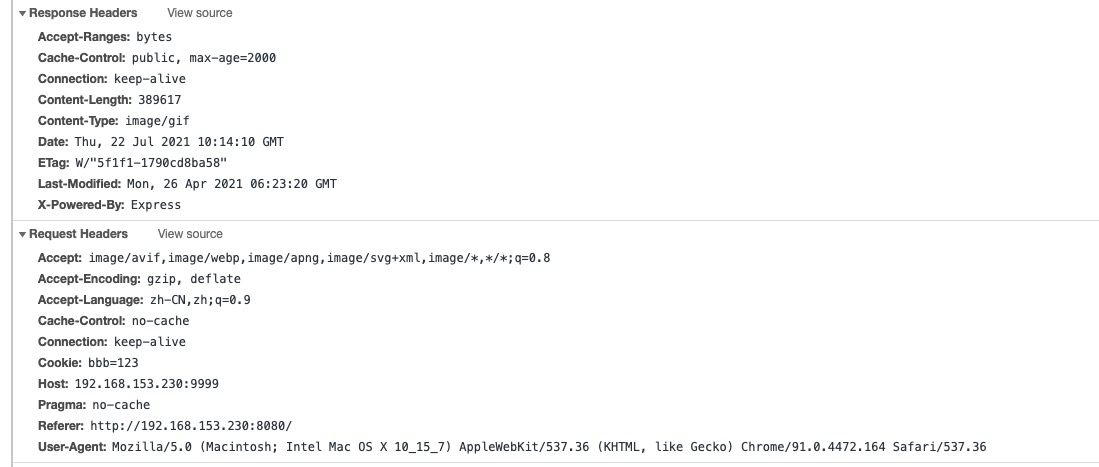 Response Headers View source
Accept-Ranges: bytes
Cache-Control: public, max-age=2000
Connection: keep-alive
Content-Length: 389617
Content-Type: image/gif
Date: Thu, 22 Jul 2021 10:14:10 GMT
ETag: W/"5f1f1-1790cd8ba58"
Last-Modified: Mon, 26 Apr 2021 06:23:20 GMT
X-Powered-By: Express
Request Headers View source
Accept: image/avif,image/webp,image/apng,image/svg+xml,image/*,*/*;q=0.8
Accept-Encoding: gzip, deflate
Accept-Language: zh-CN,zh;q=0.9
Cache-Control: no-cache
Connection: keep-alive
Cookie: bbb=123
Host: 192.168.153.230:9999
Pragma: no-cache
Referer: http://192.168.153.230:8080/
User-Agent: Mozilla/5.0 (Macintosh; Intel Mac OS X 10_15_7) AppleWebKit/537.36 (KHTML, like Gecko) Chrome/91.0.4472.164 Safari/537.36